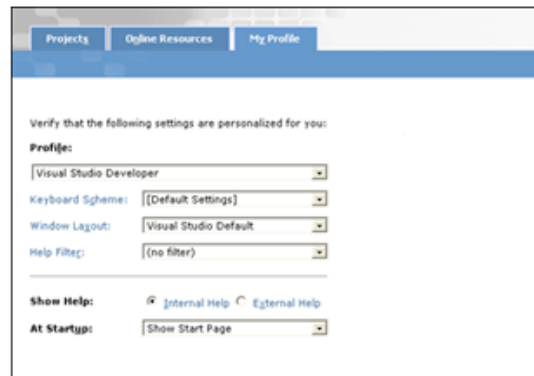 Projects Online Resources My Profile
Verify that the following settings are personalized for you:
Profile:
Visual Studio Developer
Keyboard Scheme: [Default Settings]
Window Layout: Visual Studio Default
Help Filter: (no filter)
Show Help: Internal Help External Help
At Startup: Show Start Page